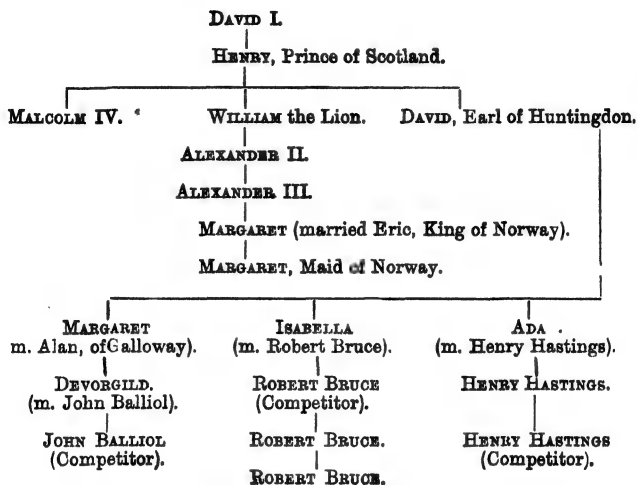 DAVID I.
HENRY, Prince of Scotland.
MALCOLM IV. WILLIAM the Lion. DAVID, Earl of Huntingdon.
ALEXANDER II.
ALEXANDER III.
MARGARET (married Eric, King of Norway).
MARGARET, Maid of Norway.
MARGARET ISABELLA ADA .
m. Alan, of Galloway). (m. Robert Bruce). (m. Henry Hastings).
DEVORGILD. ROBERT BRUCE HENRY HASTINGS.
(m. John Balliol). (Competitor).
JOHN BALLIOL ROBERT BRUCE. HENRY HASTINGS
(Competitor). (Competitor).
ROBERT BRUCE.